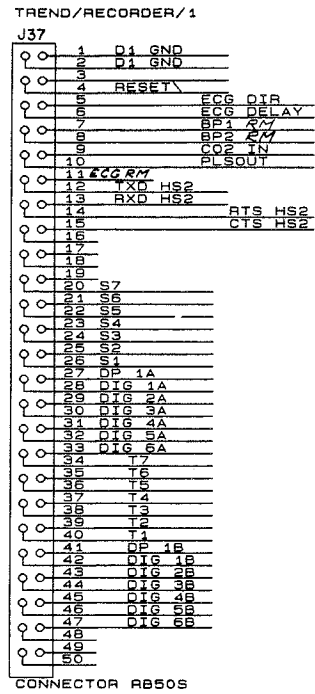 TREND/RECORDER/1
J37
1 D1 GND
2 D1 GND
3
4 RESET\
5 ECG DIR
6 ECG DELAY
7 BP1 RM
8 BP2 RM
9 CO2 IN
10 PLSOUT
11 ECG RM
12 TXD HS2
13 RXD HS2
14 RTS HS2
15 CTS HS2
16
17
18
19
20 S7
21 S6
22 S5
23 S4
24 S3
25 S2
26 S1
27 DP 1A
28 DIG 1A
29 DIG 2A
30 DIG 3A
31 DIG 4A
32 DIG 5A
33 DIG 6A
34 T7
35 T6
36 T5
37 T4
38 T3
39 T2
40 T1
41 DP 1B
42 DIG 1B
43 DIG 2B
44 DIG 3B
45 DIG 4B
46 DIG 5B
47 DIG 6B
48
49
50
CONNECTOR RB50S